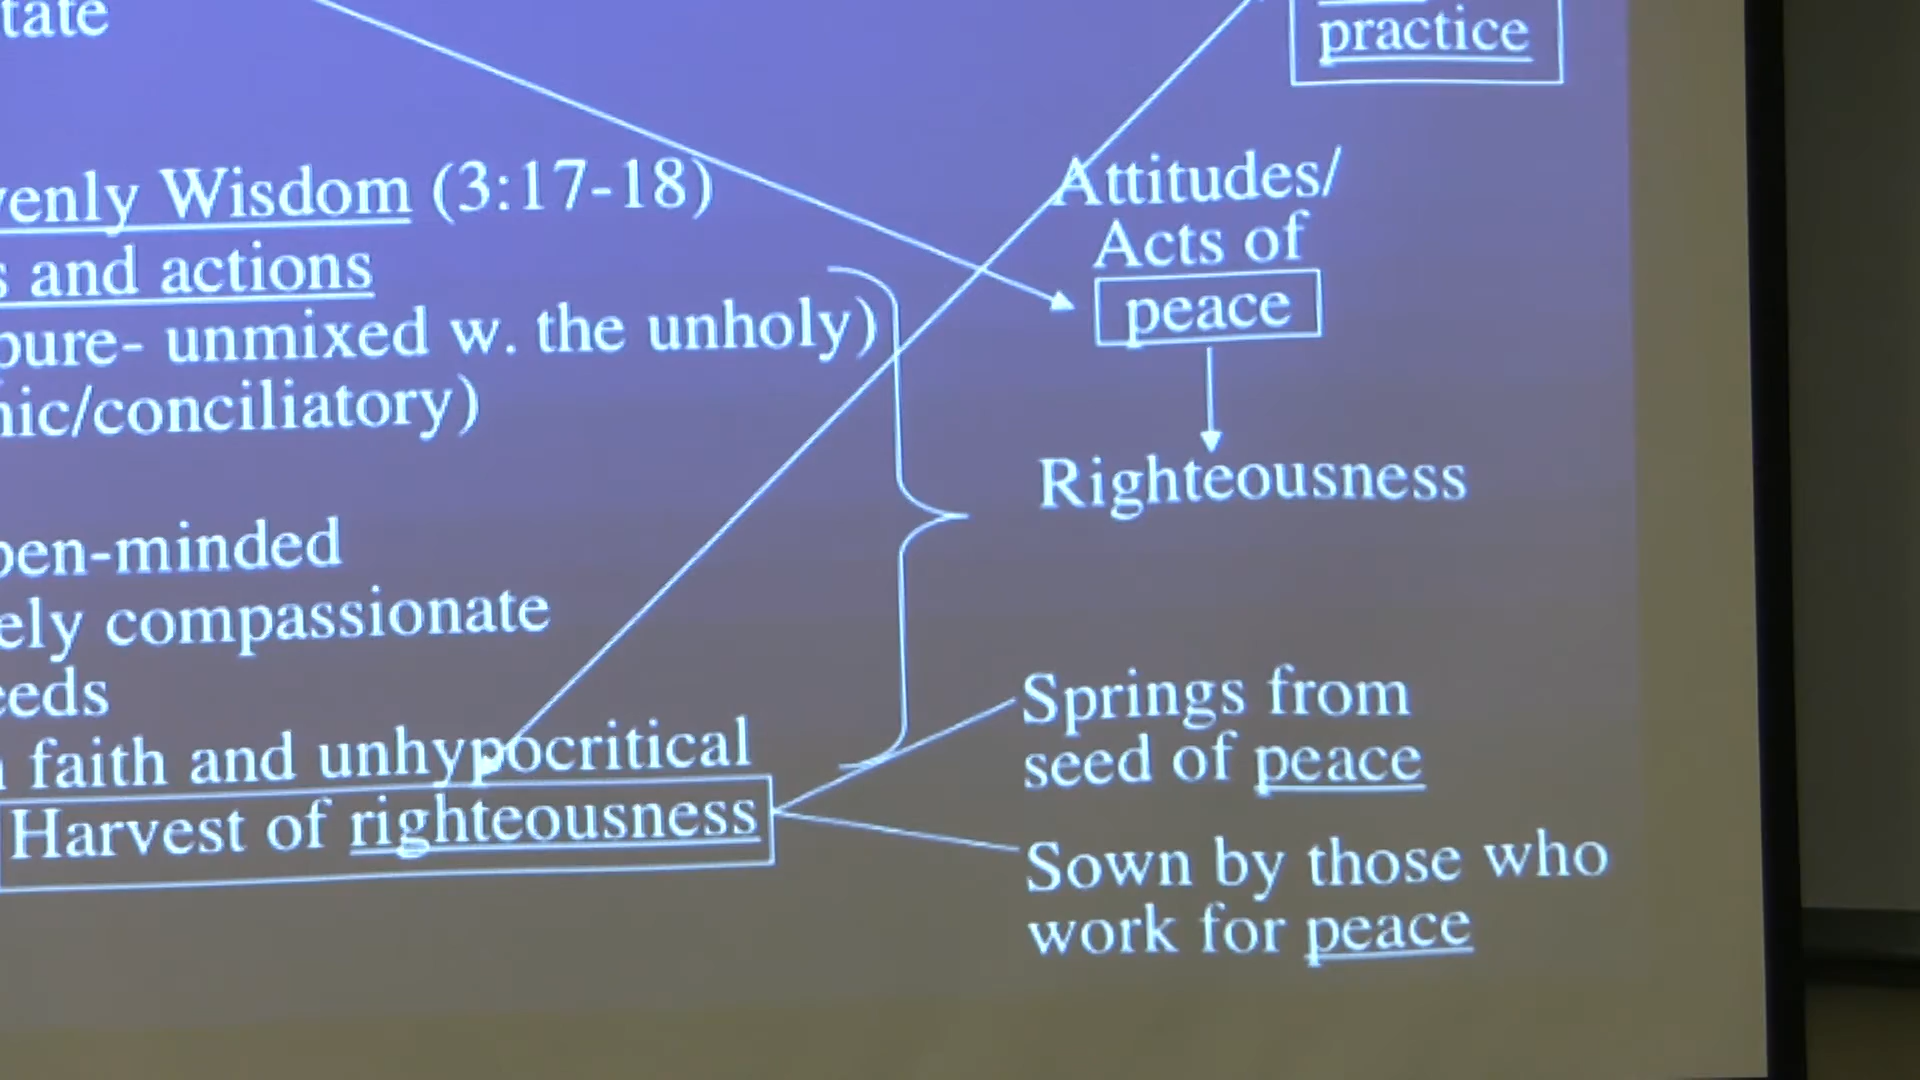 tate
practice
venly Wisdom (3:17-18)
s and actions
pure- unmixed w. the unholy)
nic/conciliatory)
pen-minded
ely compassionate
eeds
faith and unhypocritical
Harvest of righteousness
Attitudes/
Acts of
peace
Righteousness
Springs from
seed of peace
Sown by those who
work for peace